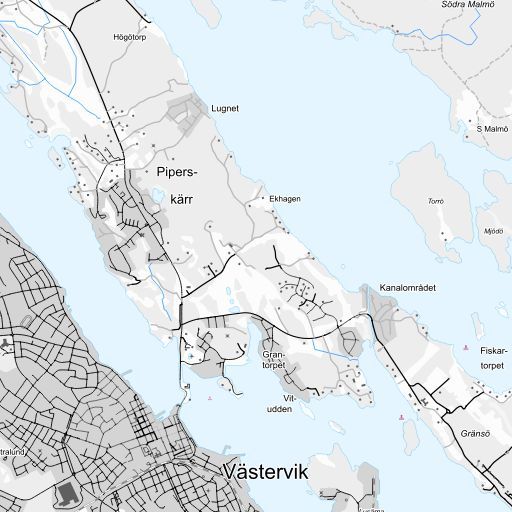 Södra Malmö
Högötorp
Lugnet
S Malmö
Pipers-
kärr
Ekhagen
Torrö
Mjödö
Kanalområdet
Fiskar-
torpet
Gran-
torpet
Vit-
udden
Gränsö
tralund
Västervik
Lusärna